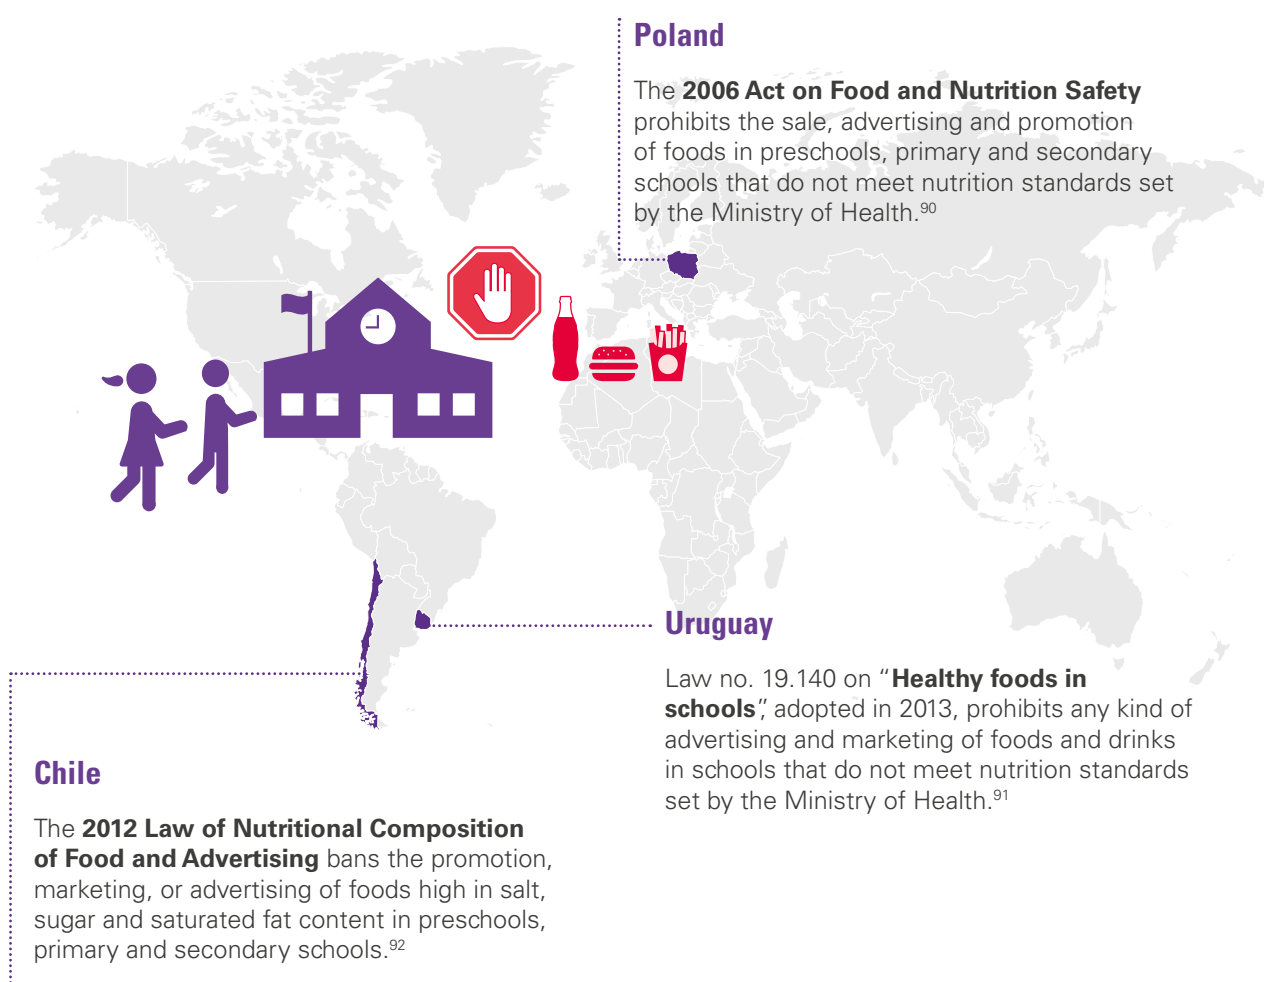 Poland
The 2006 Act on Food and Nutrition Safety
prohibits the sale, advertising and promotion
of foods in preschools, primary and secondary
schools that do not meet nutrition standards set
by the Ministry of Health.90
Uruguay
Law no. 19.140 on “Healthy foods in
schools”, adopted in 2013, prohibits any kind of
advertising and marketing of foods and drinks
in schools that do not meet nutrition standards
set by the Ministry of Health.91
Chile
The 2012 Law of Nutritional Composition
of Food and Advertising bans the promotion,
marketing, or advertising of foods high in salt,
sugar and saturated fat content in preschools,
primary and secondary schools.92